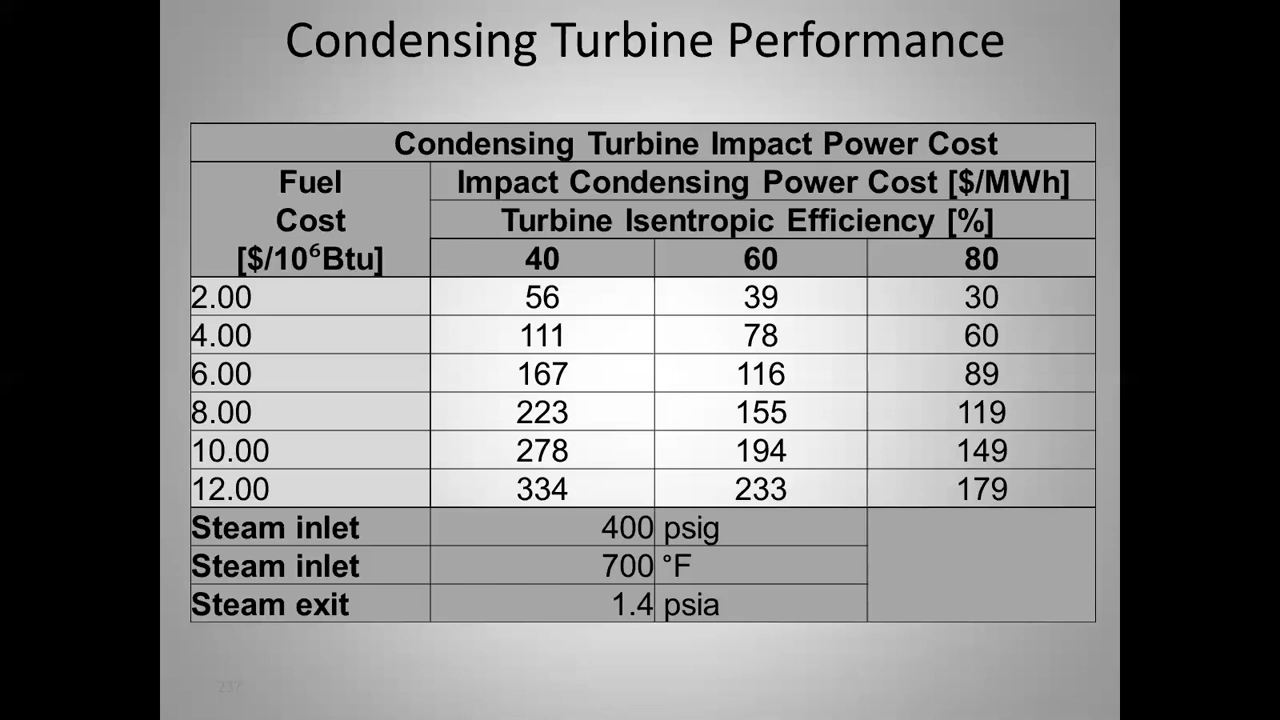 Condensing Turbine Performance
Condensing Turbine Impact Power Cost
Fuel Cost [$/10⁶Btu]
Impact Condensing Power Cost [$/MWh]
Turbine Isentropic Efficiency [%]
40 60 80
2.00 56 39 30
4.00 111 78 60
6.00 167 116 89
8.00 223 155 119
10.00 278 194 149
12.00 334 233 179
Steam inlet 400 psig
Steam inlet 700 °F
Steam exit 1.4 psia
237